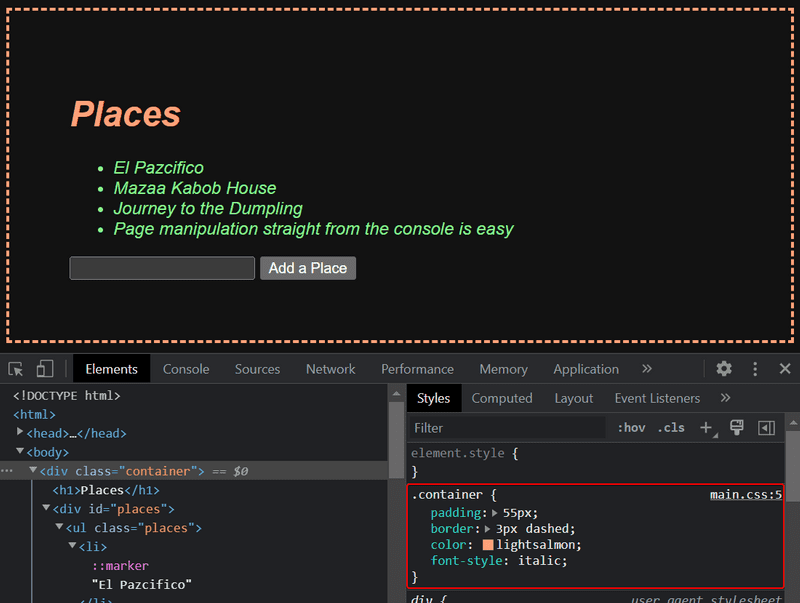 Places
El Pazcifico
Mazaa Kabob House
Journey to the Dumpling
Page manipulation straight from the console is easy
Add a Place
Elements Console Sources Network Performance Memory Application »
<!DOCTYPE html>
<html>
<head>…</head>
<body>
<div class="container"> == $0
<h1>Places</h1>
<div id="places">
<ul class="places">
<li>
::marker
"El Pazcifico"
</li>
Styles Computed Layout Event Listeners »
Filter :hov .cls +
element.style {
}
.container { main.css:5
padding: 55px;
border: 3px dashed;
color: lightsalmon;
font-style: italic;
}
div { user agent stylesheet